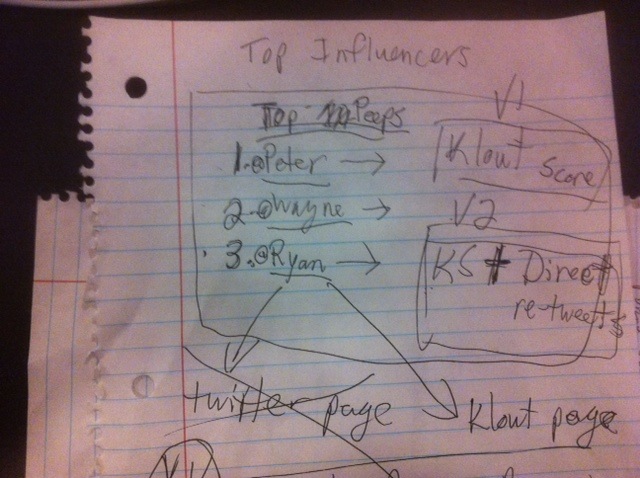 Top Influencers
V1
Top Peeps
1. @Peter → Klout Score
2. @Wayne → V2
3. @Ryan → KS + Direct
re-tweets
twitter page
Klout page
V1